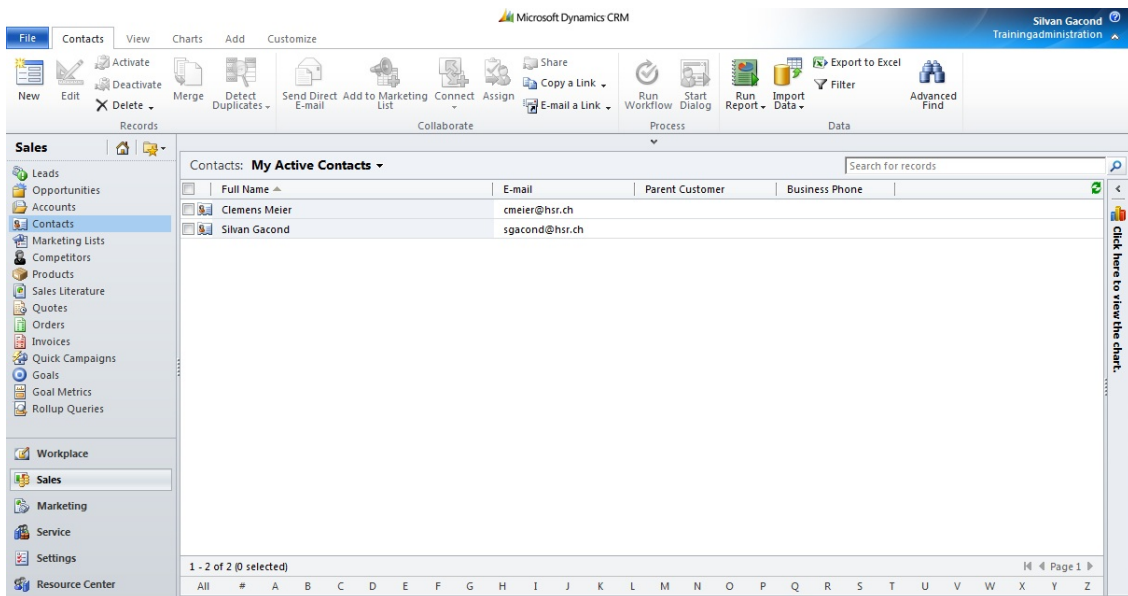 Microsoft Dynamics CRM
Silvan Gacond
Trainingadministration
File Contacts View Charts Add Customize
New
Edit
Activate
Deactivate
Delete
Records
Merge
Detect Duplicates
Send Direct E-mail
Add to Marketing List
Connect
Assign
Share
Copy a Link
E-mail a Link
Collaborate
Run Workflow
Start Dialog
Process
Run Report
Import Data
Export to Excel
Filter
Advanced Find
Data
Sales
Leads
Opportunities
Accounts
Contacts
Marketing Lists
Competitors
Products
Sales Literature
Quotes
Orders
Invoices
Quick Campaigns
Goals
Goal Metrics
Rollup Queries
Workplace
Sales
Marketing
Service
Settings
Resource Center
Contacts: My Active Contacts
Search for records
Full Name E-mail Parent Customer Business Phone
Clemens Meier cmeier@hsr.ch
Silvan Gacond sgacond@hsr.ch
Click here to view the chart.
1 - 2 of 2 (0 selected)
Page 1
All # A B C D E F G H I J K L M N O P Q R S T U V W X Y Z